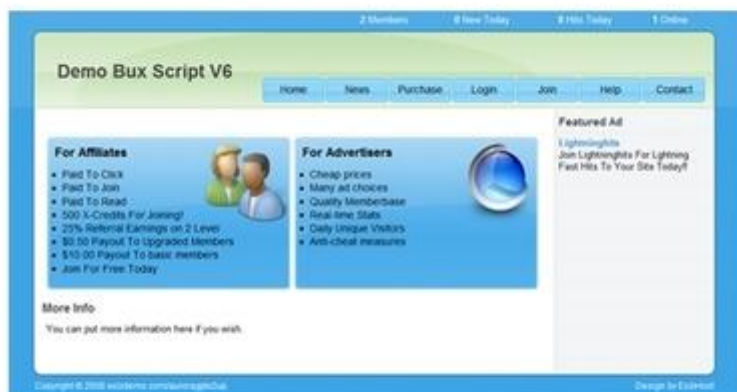 2 Members 0 New Today 8 Hits Today 1 Online
Demo Bux Script V6
Home News Purchase Login Join Help Contact
For Affiliates
Paid To Click
Paid To Join
Paid To Read
500 X-Credits For Joining!
25% Referral Earnings on 2 Level
$0.50 Payout To Upgraded Members
$10.00 Payout To basic members
Join For Free Today
For Advertisers
Cheap prices
Many ad choices
Quality Memberbase
Real-time Stats
Daily Unique Visitors
Anti-cheat measures
Featured Ad
Lightninghits
Join Lightninghits For Lightning
Fast Hits To Your Site Today!!
More Info
You can put more information here if you wish.
Copyright © 2008
Design by